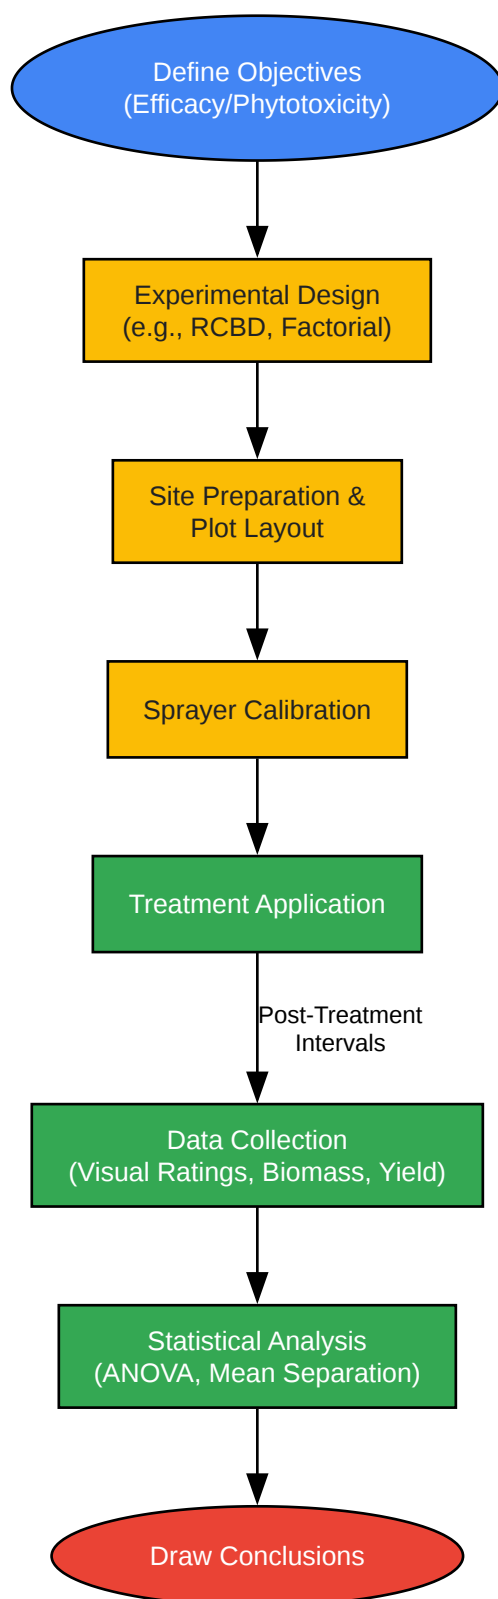 Define Objectives
(Efficacy/Phytotoxicity)
Experimental Design
(e.g., RCBD, Factorial)
Site Preparation &
Plot Layout
Sprayer Calibration
Treatment Application
Post-Treatment
Intervals
Data Collection
(Visual Ratings, Biomass, Yield)
Statistical Analysis
(ANOVA, Mean Separation)
Draw Conclusions